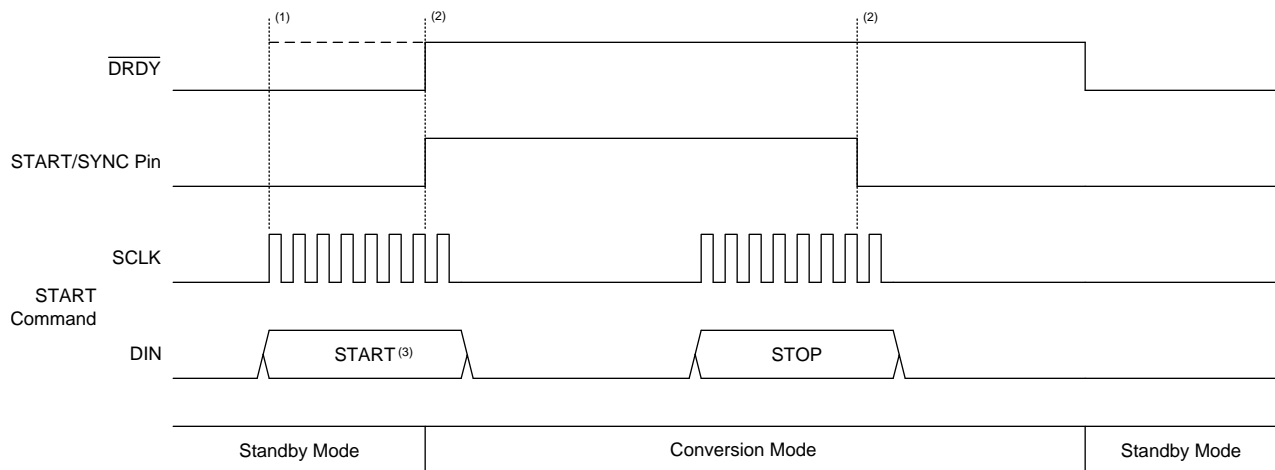 (1)
(2)
(2)
DRDY
START/SYNC Pin
SCLK
START
Command
DIN
START (3)
STOP
Standby Mode
Conversion Mode
Standby Mode